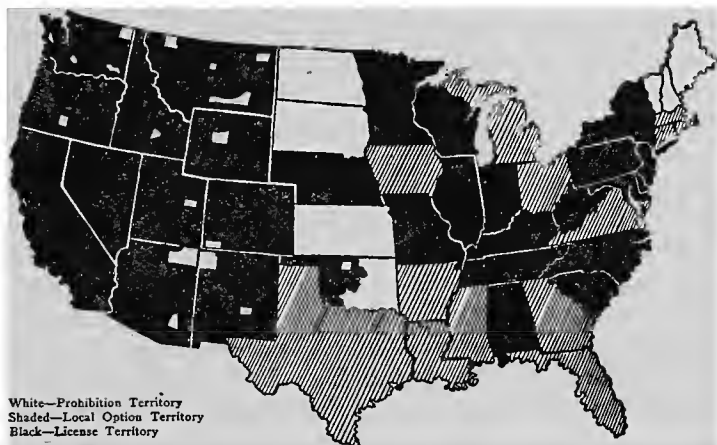 White—Prohibition Territory
Shaded—Local Option Territory
Black—License Territory